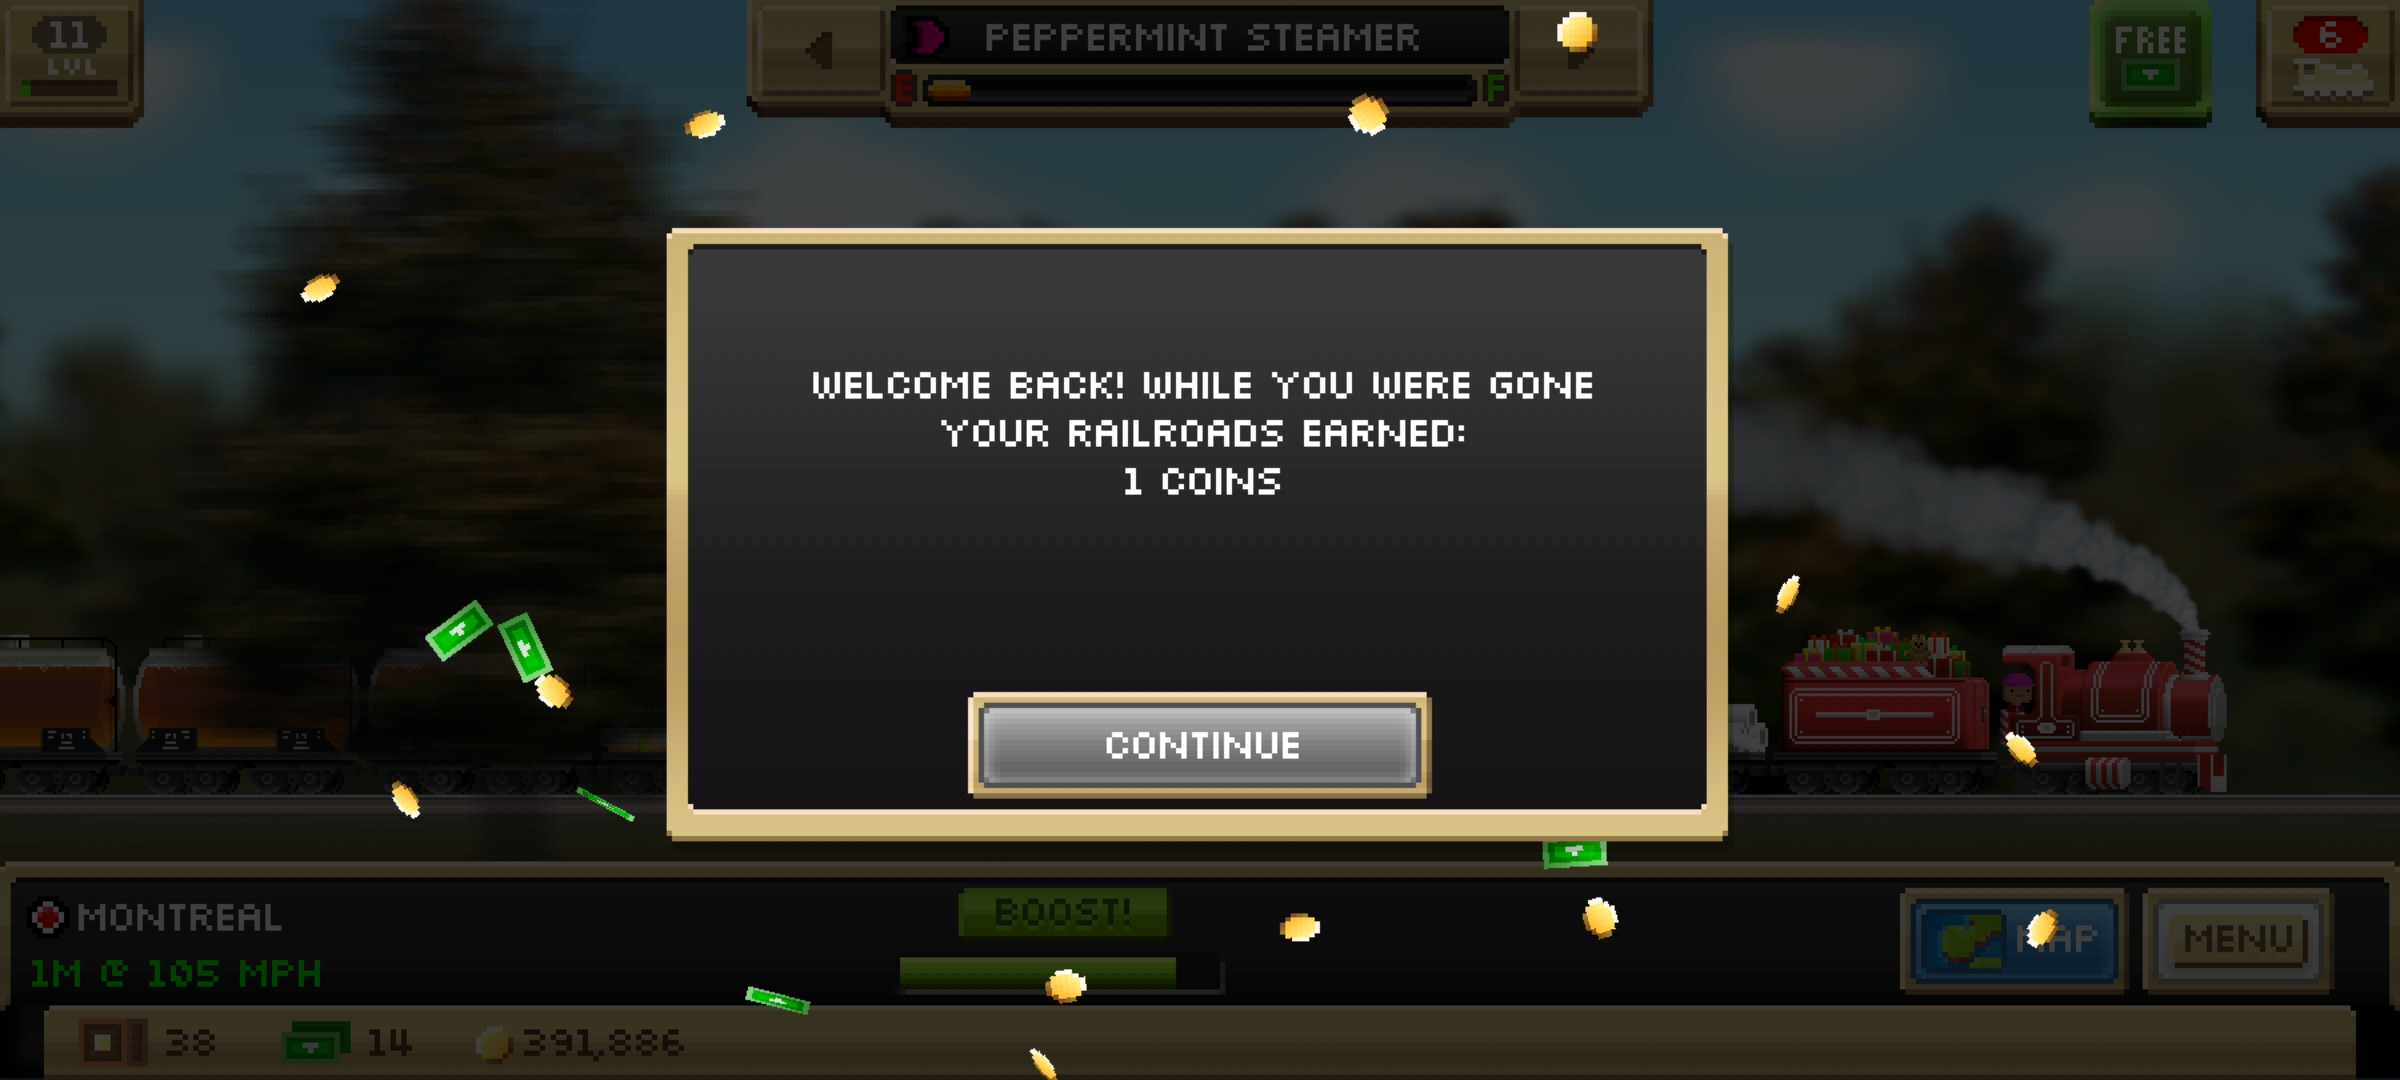 11
LVL
PEPPERMINT STEAMER
E
F
FREE
6
WELCOME BACK! WHILE YOU WERE GONE
YOUR RAILROADS EARNED:
1 COINS
CONTINUE
MONTREAL
1M @ 105 MPH
BOOST!
MAP
MENU
38
14
391,886